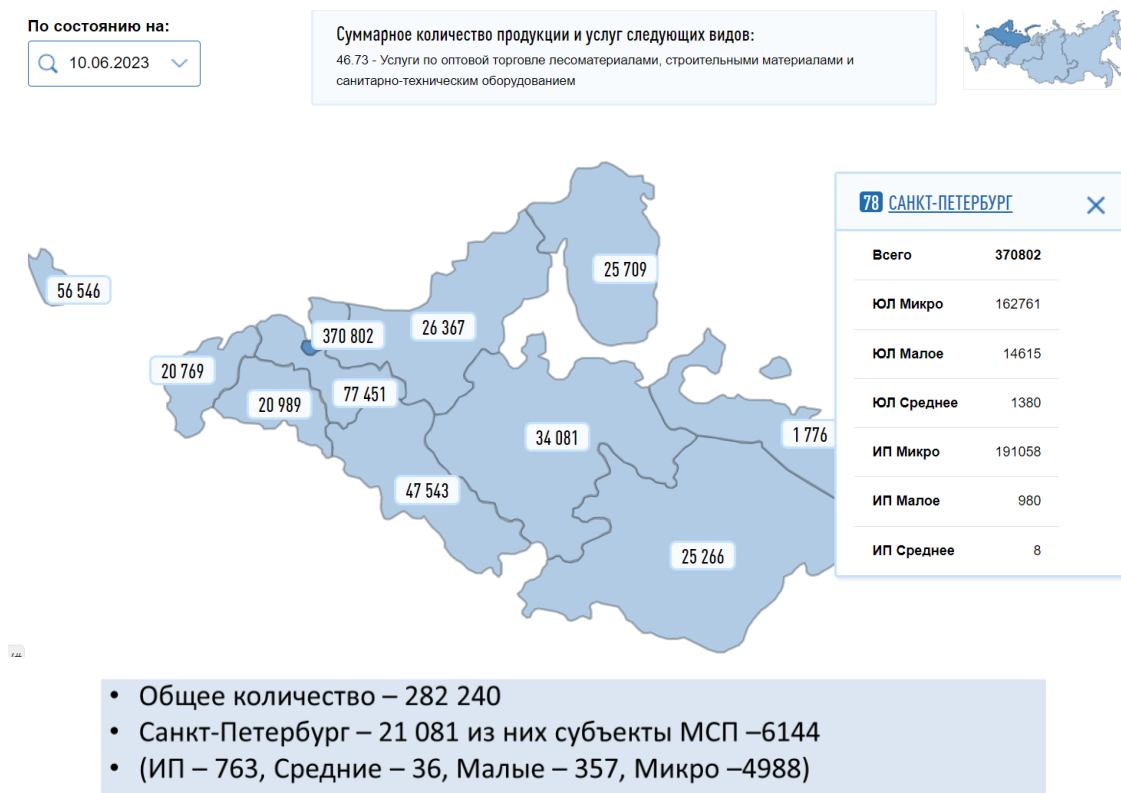 По состоянию на:
10.06.2023
Суммарное количество продукции и услуг следующих видов:
46.73 - Услуги по оптовой торговле лесоматериалами, строительными материалами и
санитарно-техническим оборудованием
78 САНКТ-ПЕТЕРБУРГ
Всего 370802
ЮЛ Микро 162761
ЮЛ Малое 14615
ЮЛ Среднее 1380
ИП Микро 191058
ИП Малое 980
ИП Среднее 8
25 709
56 546
26 367
370 802
20 769
77 451
20 989
34 081
1 776
47 543
25 266
• Общее количество – 282 240
• Санкт-Петербург – 21 081 из них субъекты МСП –6144
• (ИП – 763, Средние – 36, Малые – 357, Микро –4988)